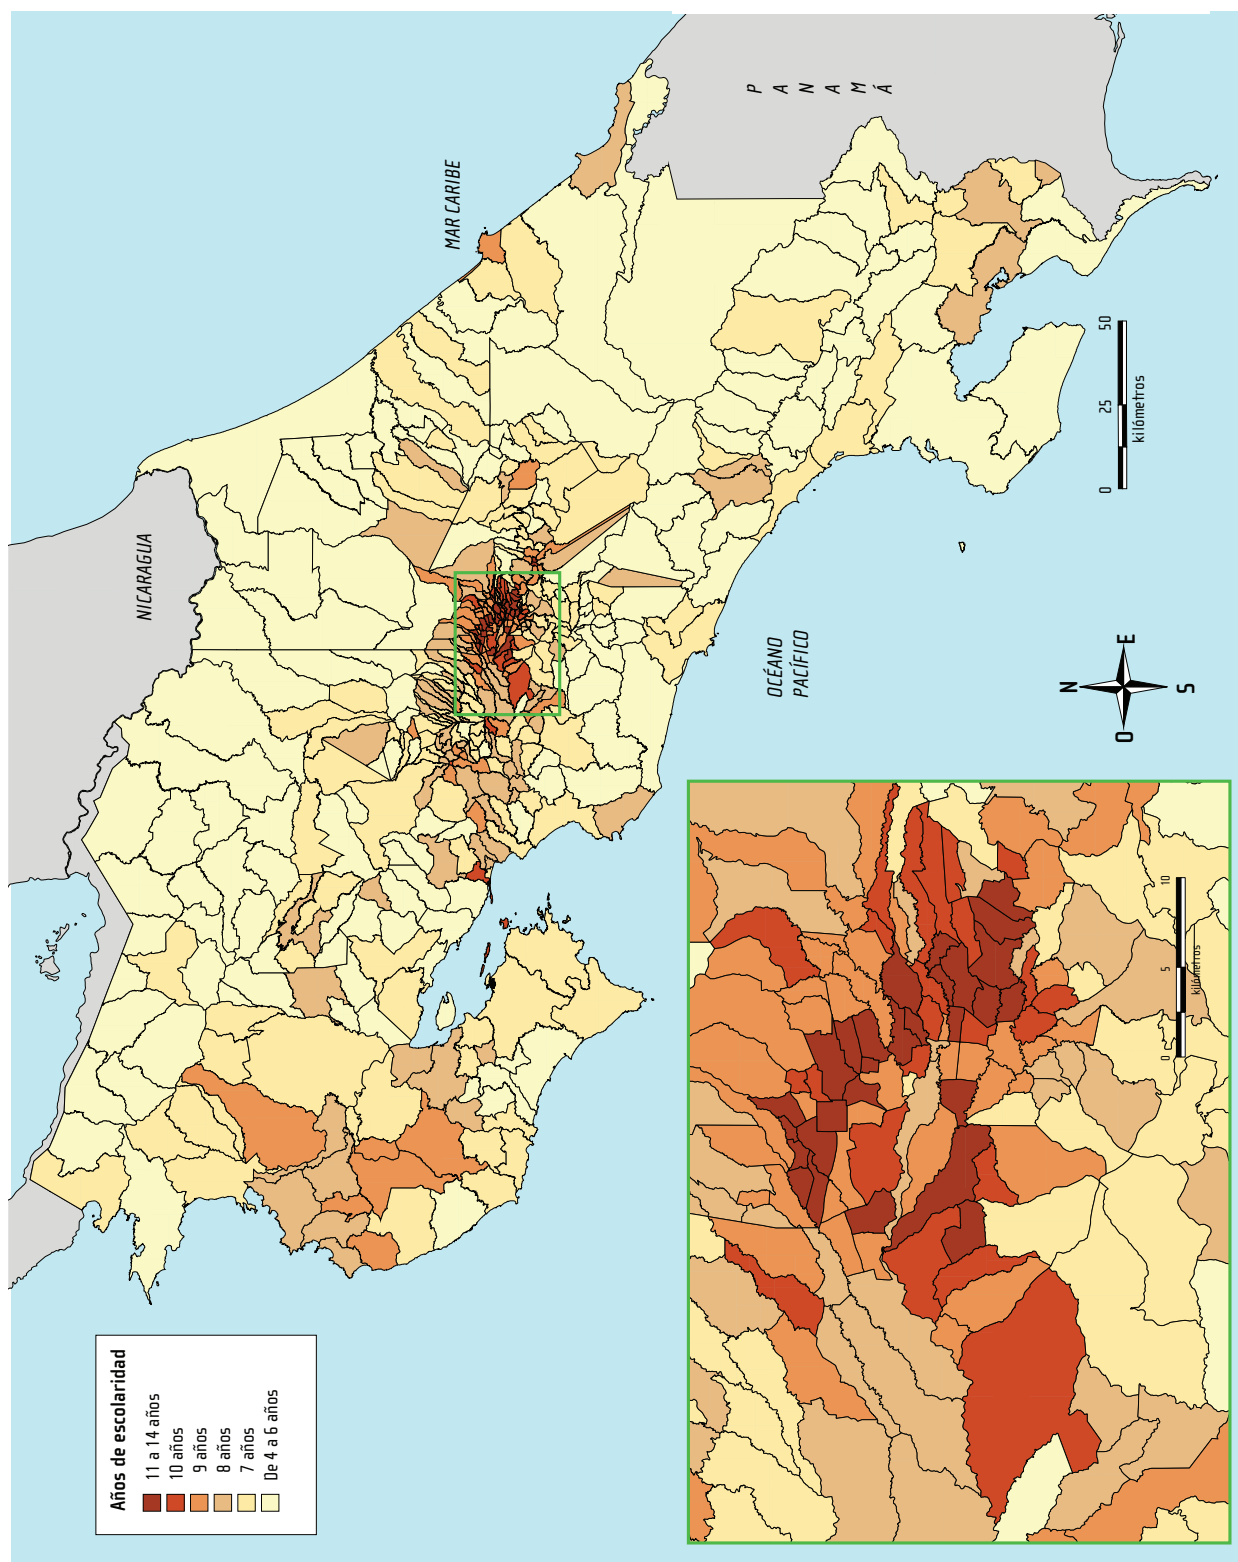 NICARAGUA
MAR CARIBE
P A N A M Á
OCÉANO
PACÍFICO
0 25 50
kilómetros
N
O E
S
Años de escolaridad
11 a 14 años
10 años
9 años
8 años
7 años
De 4 a 6 años
0 5 10
kilómetros